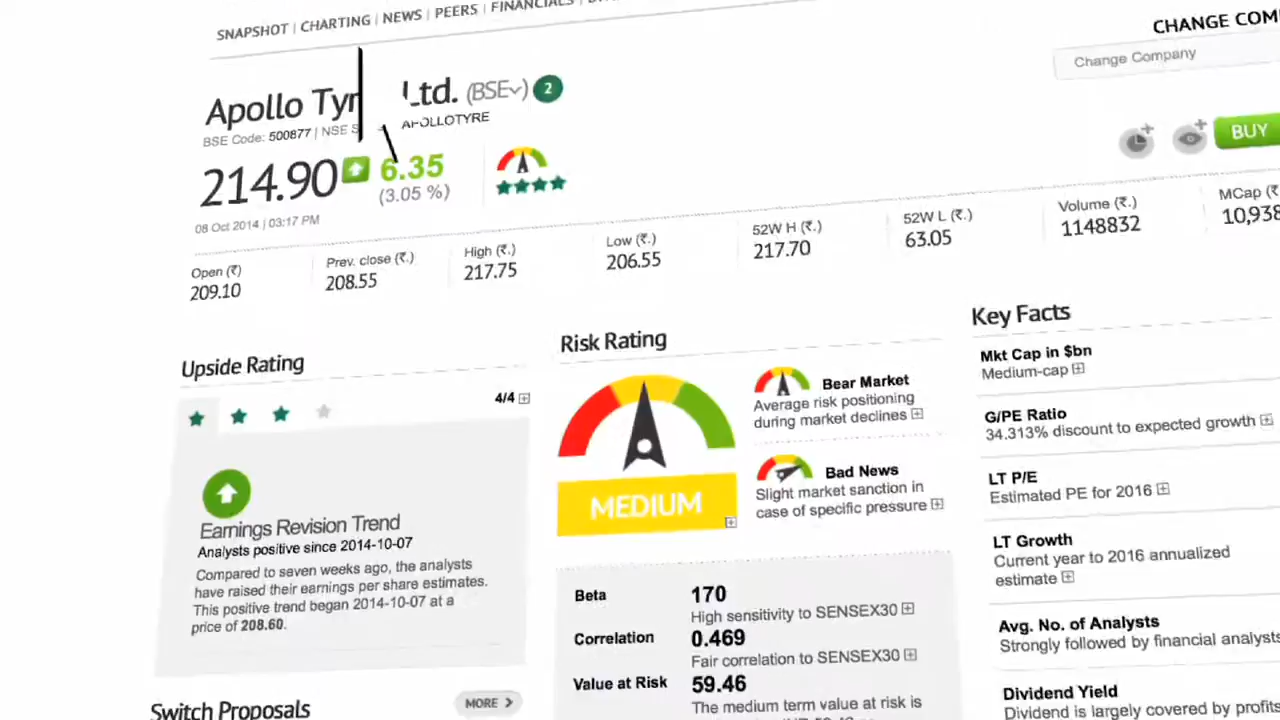 SNAPSHOT | CHARTING | NEWS | PEERS | FINANCIALS |
CHANGE COM
Change Company
Apollo Tyr Ltd. (BSE) 2
BSE Code: 500877 | NSE S APOLLOTYRE
214.90 6.35
(3.05 %)
08 Oct 2014 | 03:17 PM
BUY
Open (₹)
209.10
Prev. close (₹.)
208.55
High (₹.)
217.75
Low (₹.)
206.55
52W H (₹.)
217.70
52W L (₹.)
63.05
Volume (₹.)
1148832
MCap (₹
10,938
Upside Rating
4/4
Earnings Revision Trend
Analysts positive since 2014-10-07
Compared to seven weeks ago, the analysts
have raised their earnings per share estimates.
This positive trend began 2014-10-07 at a
price of 208.60.
Switch Proposals
MORE >
Risk Rating
MEDIUM
Bear Market
Average risk positioning
during market declines
Bad News
Slight market sanction in
case of specific pressure
Beta 170
High sensitivity to SENSEX30
Correlation 0.469
Fair correlation to SENSEX30
Value at Risk 59.46
The medium term value at risk is
Key Facts
Mkt Cap in $bn
Medium-cap
G/PE Ratio
34.313% discount to expected growth
LT P/E
Estimated PE for 2016
LT Growth
Current year to 2016 annualized
estimate
Avg. No. of Analysts
Strongly followed by financial analysts
Dividend Yield
Dividend is largely covered by profits